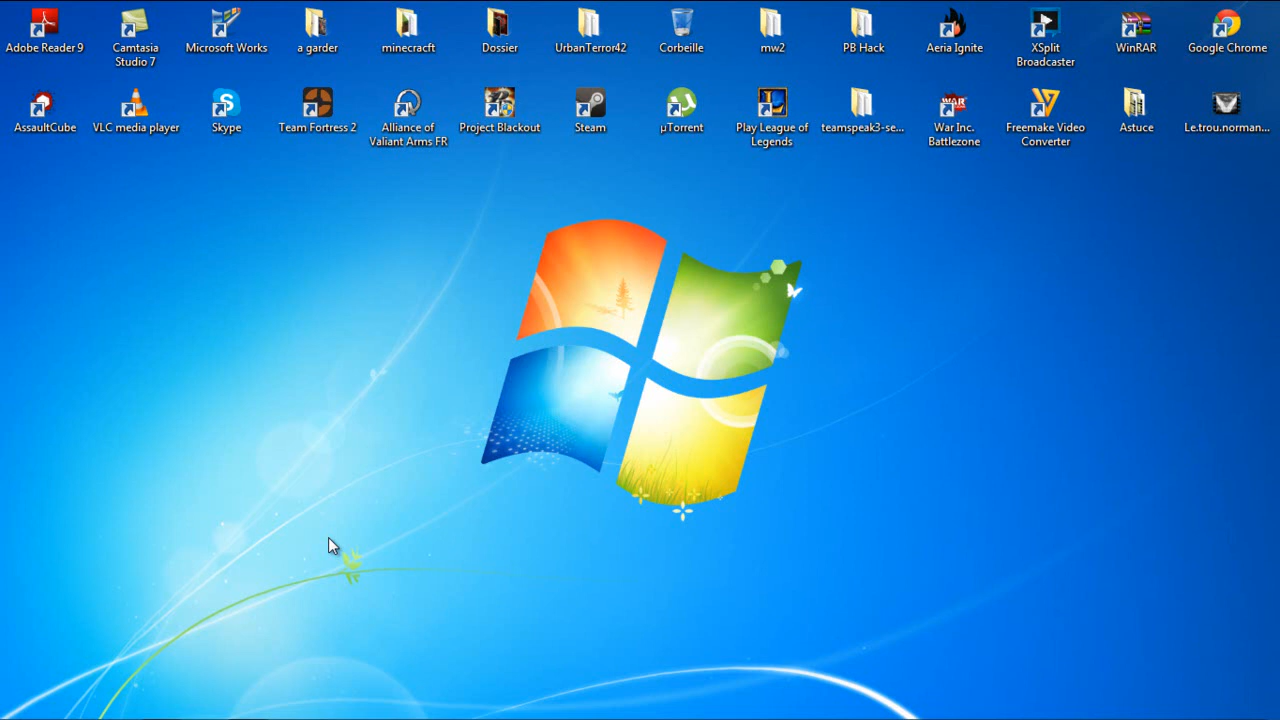 Adobe Reader 9
Camtasia
Studio 7
Microsoft Works
a garder
minecracft
Dossier
UrbanTerror42
Corbeille
mw2
PB Hack
Aeria Ignite
XSplit
Broadcaster
WinRAR
Google Chrome
AssaultCube
VLC media player
Skype
Team Fortress 2
Alliance of
Valiant Arms FR
Project Blackout
Steam
µTorrent
Play League of
Legends
teamspeak3-se...
War Inc.
Battlezone
Freemake Video
Converter
Astuce
Le.trou.norman...